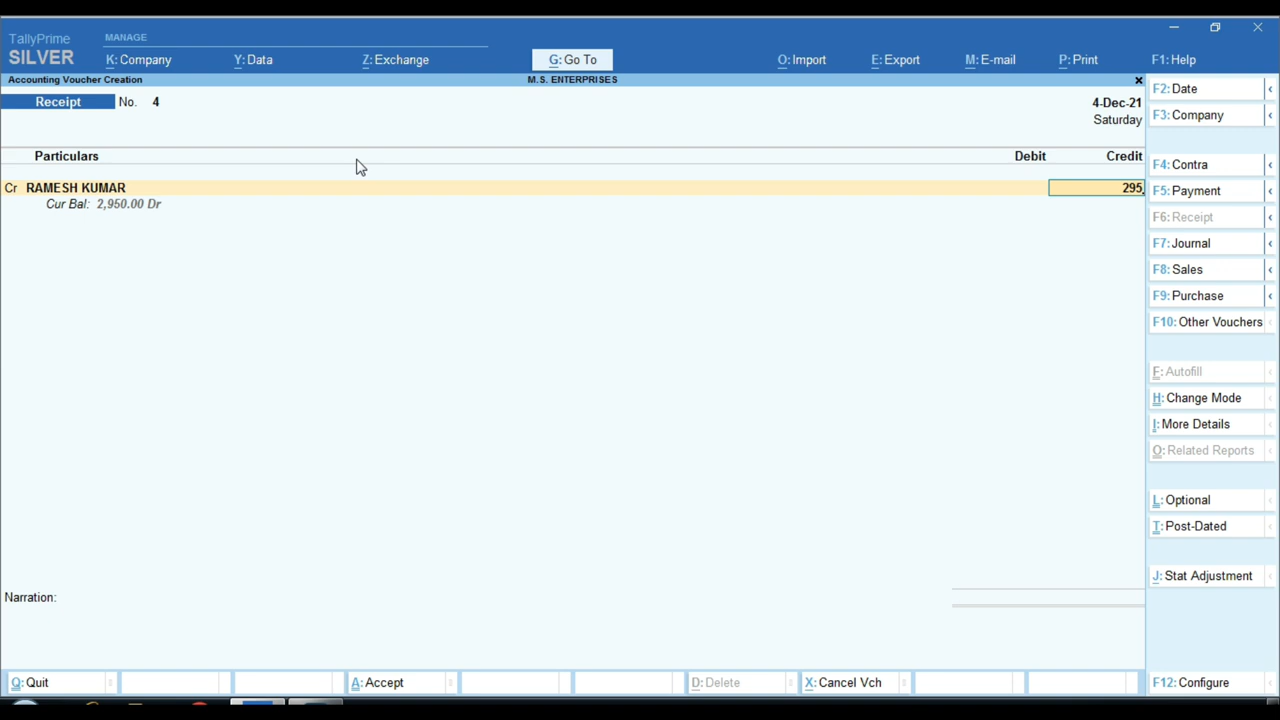 TallyPrime
SILVER
MANAGE
K: Company
Y: Data
Z: Exchange
G: Go To
O: Import
E: Export
M: E-mail
P: Print
F1: Help
Accounting Voucher Creation
M.S. ENTERPRISES
Receipt No. 4
4-Dec-21
Saturday
Particulars
Debit
Credit
Cr RAMESH KUMAR
295
Cur Bal: 2,950.00 Dr
Narration:
F2: Date
F3: Company
F4: Contra
F5: Payment
F6: Receipt
F7: Journal
F8: Sales
F9: Purchase
F10: Other Vouchers
F: Autofill
H: Change Mode
I: More Details
O: Related Reports
L: Optional
T: Post-Dated
J: Stat Adjustment
Q: Quit
A: Accept
D: Delete
X: Cancel Vch
F12: Configure